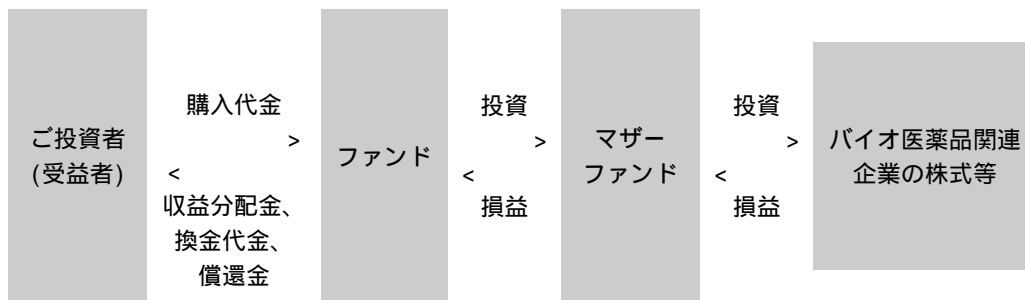 ご投資者
(受益者)
購入代金
>
<
収益分配金、
換金代金、
償還金
ファンド
投資
>
<
損益
マザー
ファンド
投資
>
<
損益
バイオ医薬品関連
企業の株式等